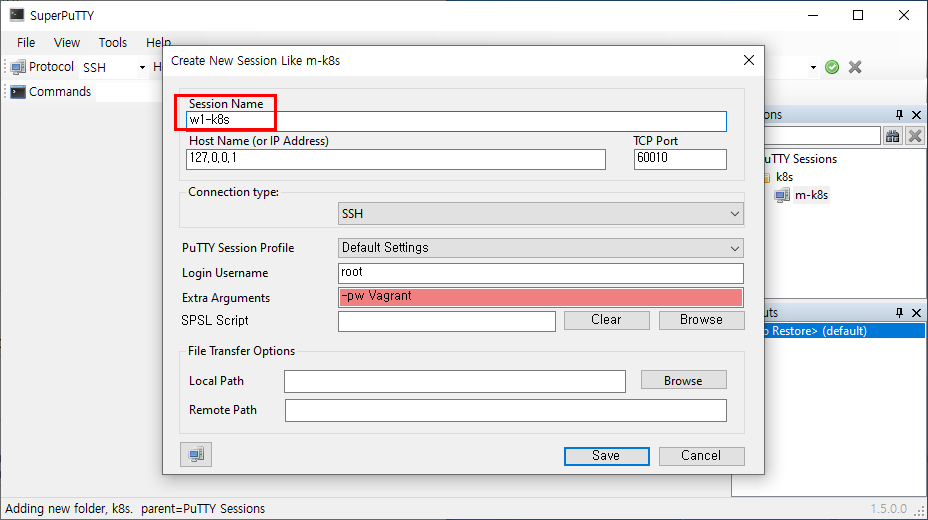 SuperPuTTY
File View Tools Help
Protocol SSH H
Commands
Create New Session Like m-k8s
Session Name
w1-k8s
Host Name (or IP Address) TCP Port
127,0,0,1 60010
Connection type:
SSH
PuTTY Session Profile Default Settings
Login Username root
Extra Arguments -pw Vagrant
SPSL Script Clear Browse
File Transfer Options
Local Path Browse
Remote Path
Save Cancel
ons
uTTY Sessions
k8s
m-k8s
uts
o Restore> (default)
Adding new folder, k8s. parent=PuTTY Sessions 1.5.0.0